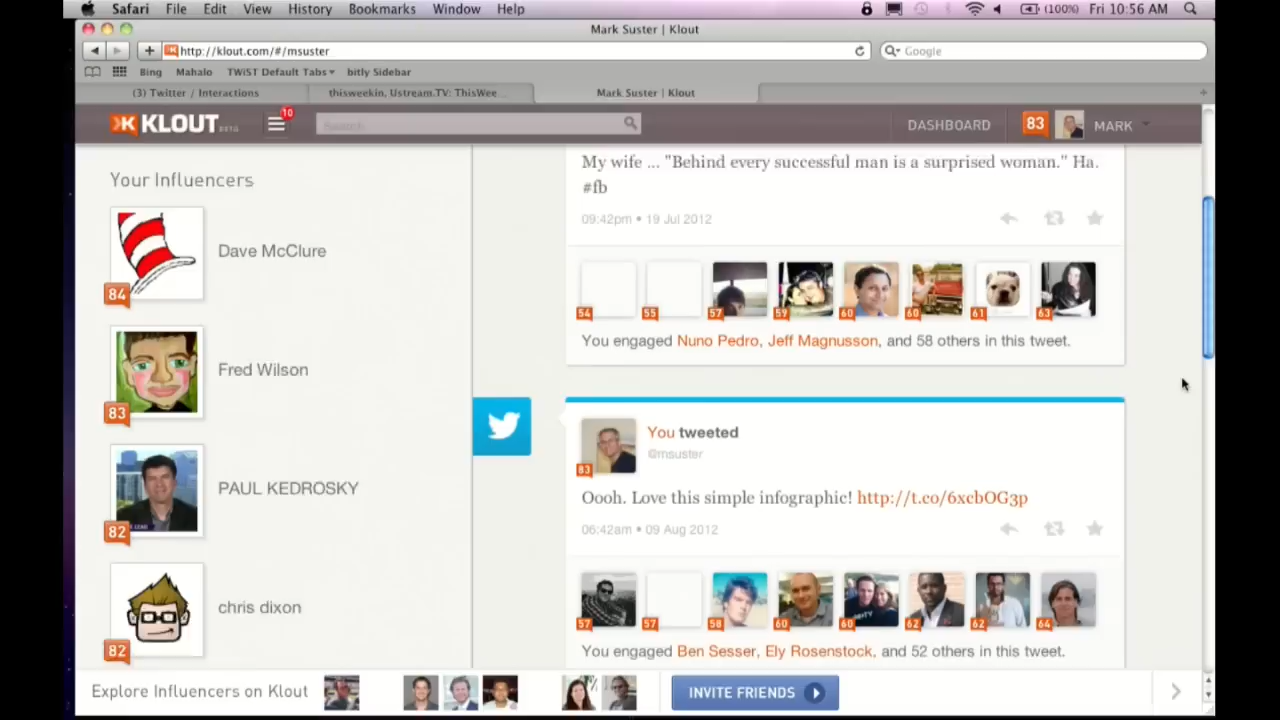 Safari File Edit View History Bookmarks Window Help (100%) Fri 10:56 AM
Mark Suster | Klout
http://klout.com/#/msuster Google
Bing Mahalo TWiST Default Tabs bitly Sidebar
(3) Twitter / Interactions thisweekin, Ustream.TV: ThisWee... Mark Suster | Klout
KLOUT BETA 10 Search DASHBOARD 83 MARK
Your Influencers
84 Dave McClure
83 Fred Wilson
82 PAUL KEDROSKY
82 chris dixon
My wife ... "Behind every successful man is a surprised woman." Ha.
#fb
09:42pm • 19 Jul 2012
54 55 57 59 60 60 61 63
You engaged Nuno Pedro, Jeff Magnusson, and 58 others in this tweet.
You tweeted
@msuster
83
Oooh. Love this simple infographic! http://t.co/6xcbOG3p
06:42am • 09 Aug 2012
57 57 58 60 60 62 62 64
You engaged Ben Sesser, Ely Rosenstock, and 52 others in this tweet.
Explore Influencers on Klout INVITE FRIENDS